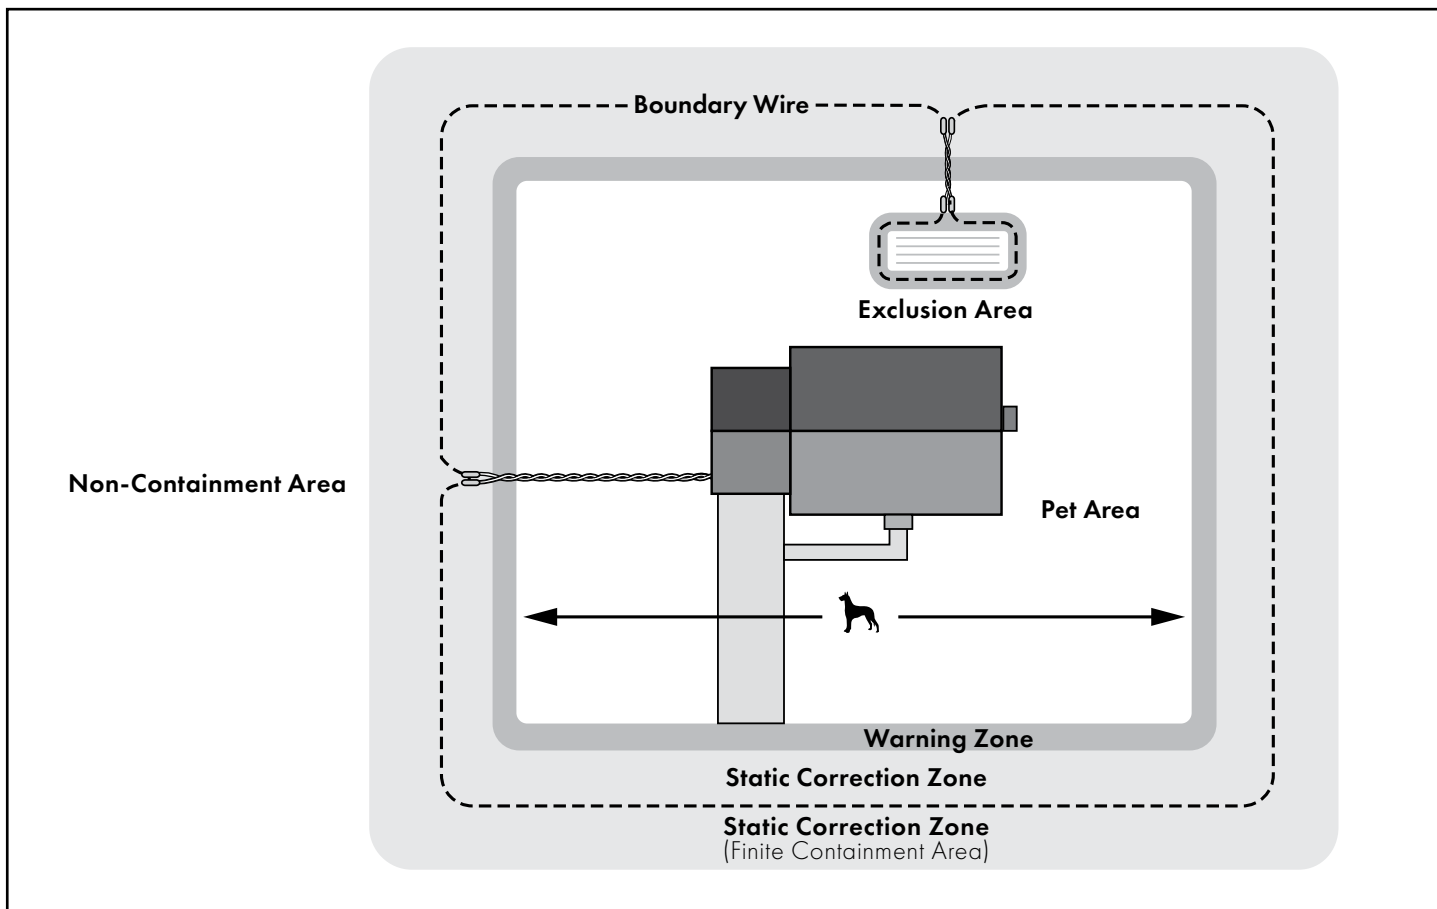 Boundary Wire
Exclusion Area
Non-Containment Area
Pet Area
Warning Zone
Static Correction Zone
Static Correction Zone
(Finite Containment Area)